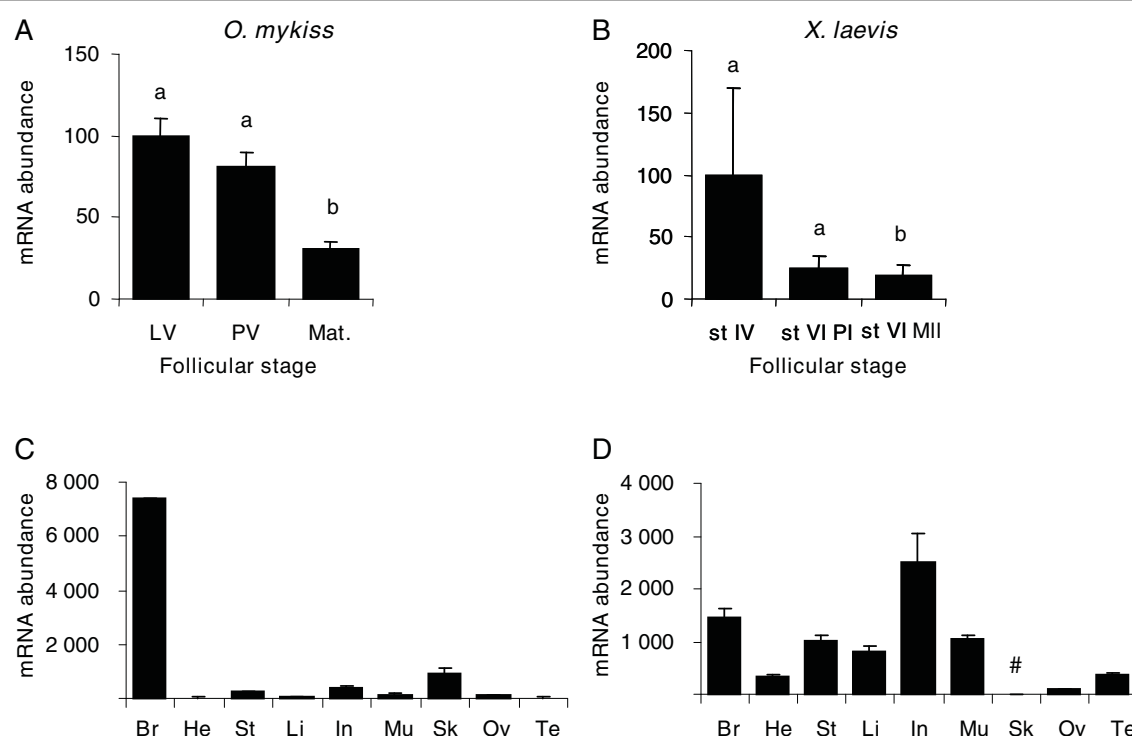 A
O. mykiss
150
100
50
0
mRNA abundance
a
a
b
LV PV Mat.
Follicular stage
B
X. laevis
200
150
100
50
0
mRNA abundance
a
a
b
st IV st VI PI st VI MII
Follicular stage
C
8 000
6 000
4 000
2 000
mRNA abundance
Br He St Li In Mu Sk Ov Te
D
4 000
3 000
2 000
1 000
mRNA abundance
#
Br He St Li In Mu Sk Ov Te